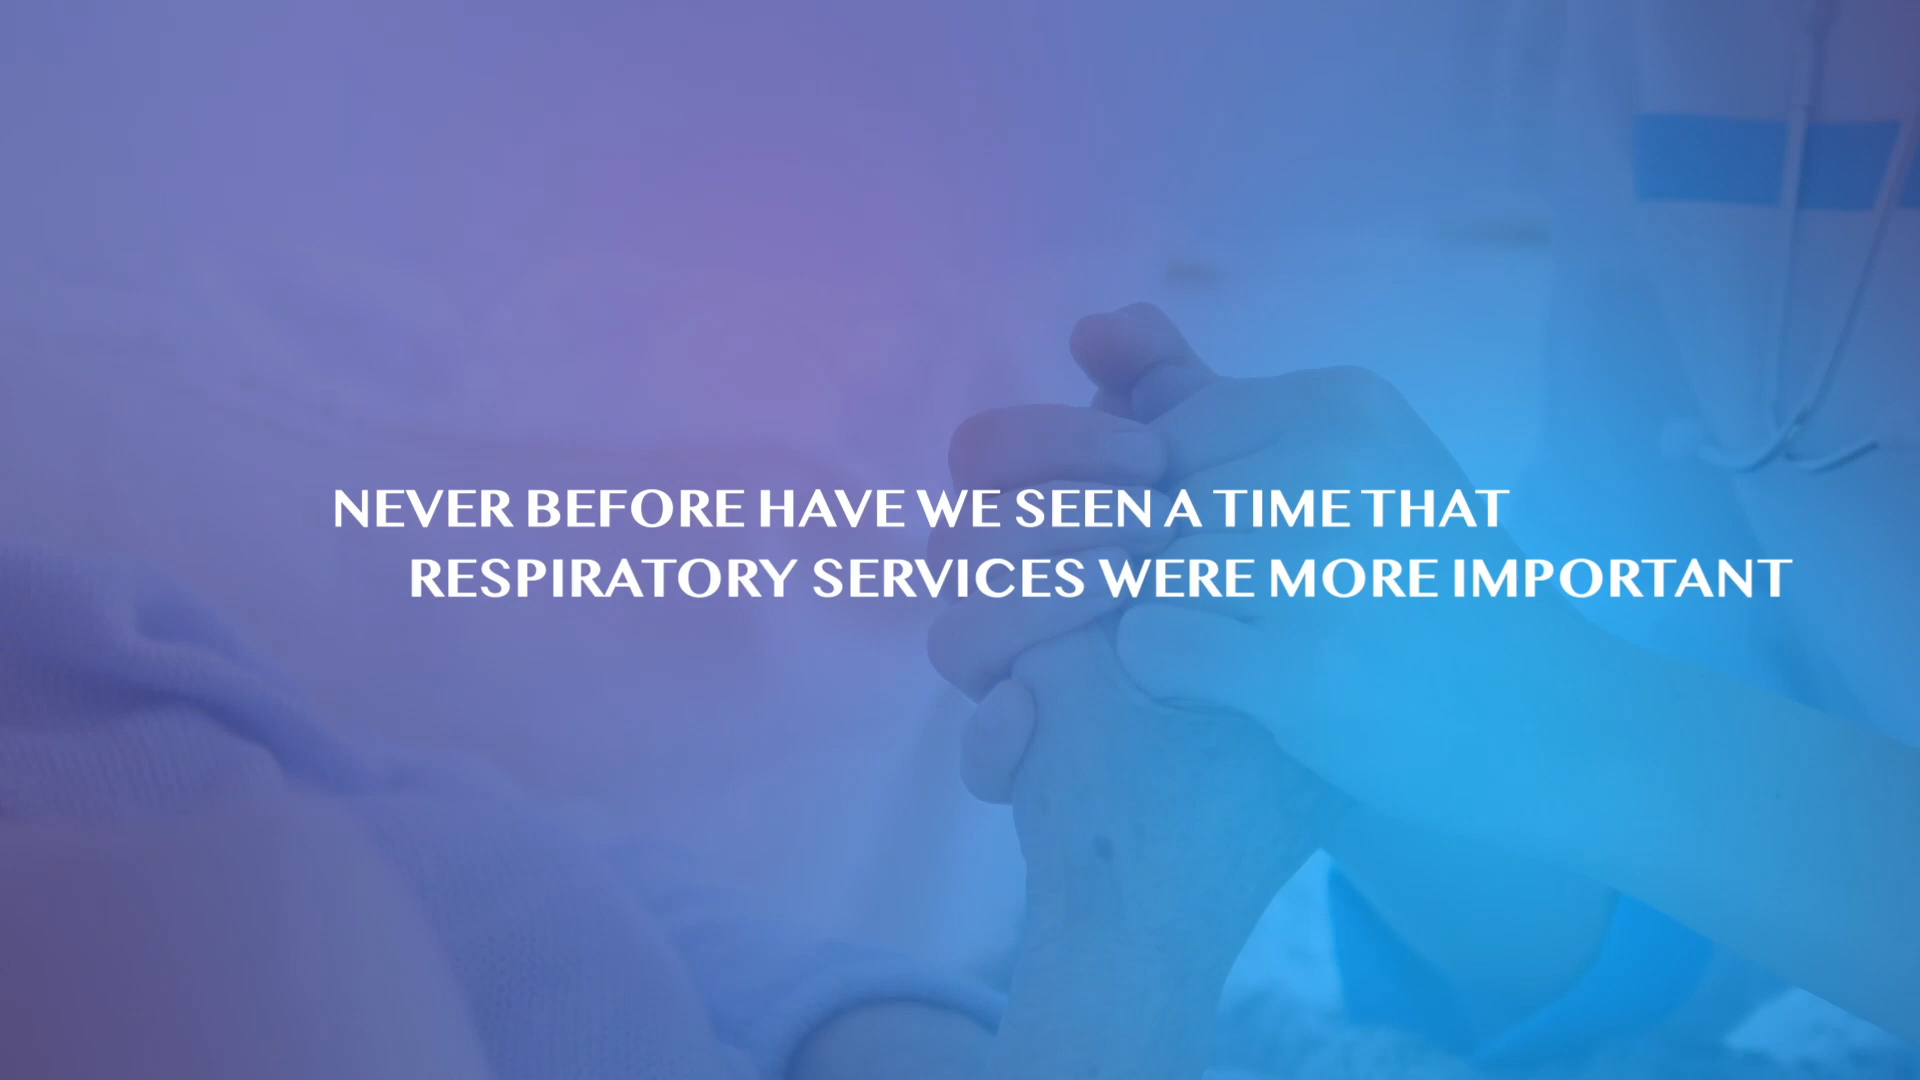 NEVER BEFORE HAVE WE SEEN A TIME THAT
RESPIRATORY SERVICES WERE MORE IMPORTANT